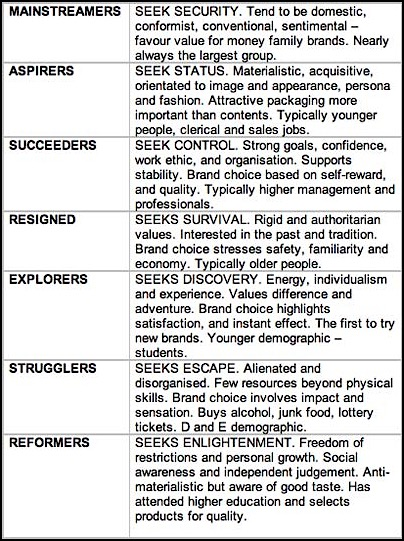 MAINSTREAMERS
SEEK SECURITY. Tend to be domestic,
conformist, conventional, sentimental –
favour value for money family brands. Nearly
always the largest group.
ASPIRERS
SEEK STATUS. Materialistic, acquisitive,
orientated to image and appearance, persona
and fashion. Attractive packaging more
important than contents. Typically younger
people, clerical and sales jobs.
SUCCEEDERS
SEEK CONTROL. Strong goals, confidence,
work ethic, and organisation. Supports
stability. Brand choice based on self-reward,
and quality. Typically higher management and
professionals.
RESIGNED
SEEKS SURVIVAL. Rigid and authoritarian
values. Interested in the past and tradition.
Brand choice stresses safety, familiarity and
economy. Typically older people.
EXPLORERS
SEEKS DISCOVERY. Energy, individualism
and experience. Values difference and
adventure. Brand choice highlights
satisfaction, and instant effect. The first to try
new brands. Younger demographic –
students.
STRUGGLERS
SEEKS ESCAPE. Alienated and
disorganised. Few resources beyond physical
skills. Brand choice involves impact and
sensation. Buys alcohol, junk food, lottery
tickets. D and E demographic.
REFORMERS
SEEKS ENLIGHTENMENT. Freedom of
restrictions and personal growth. Social
awareness and independent judgement. Anti-
materialistic but aware of good taste. Has
attended higher education and selects
products for quality.